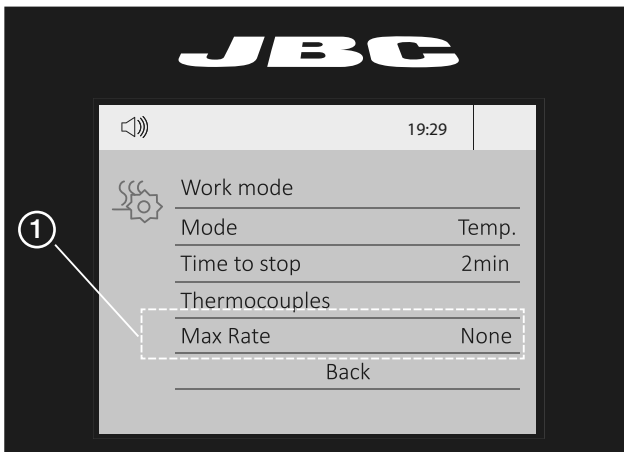 JBC
19:29
Work mode
Mode Temp.
Time to stop 2min
Thermocouples
1
Max Rate None
Back